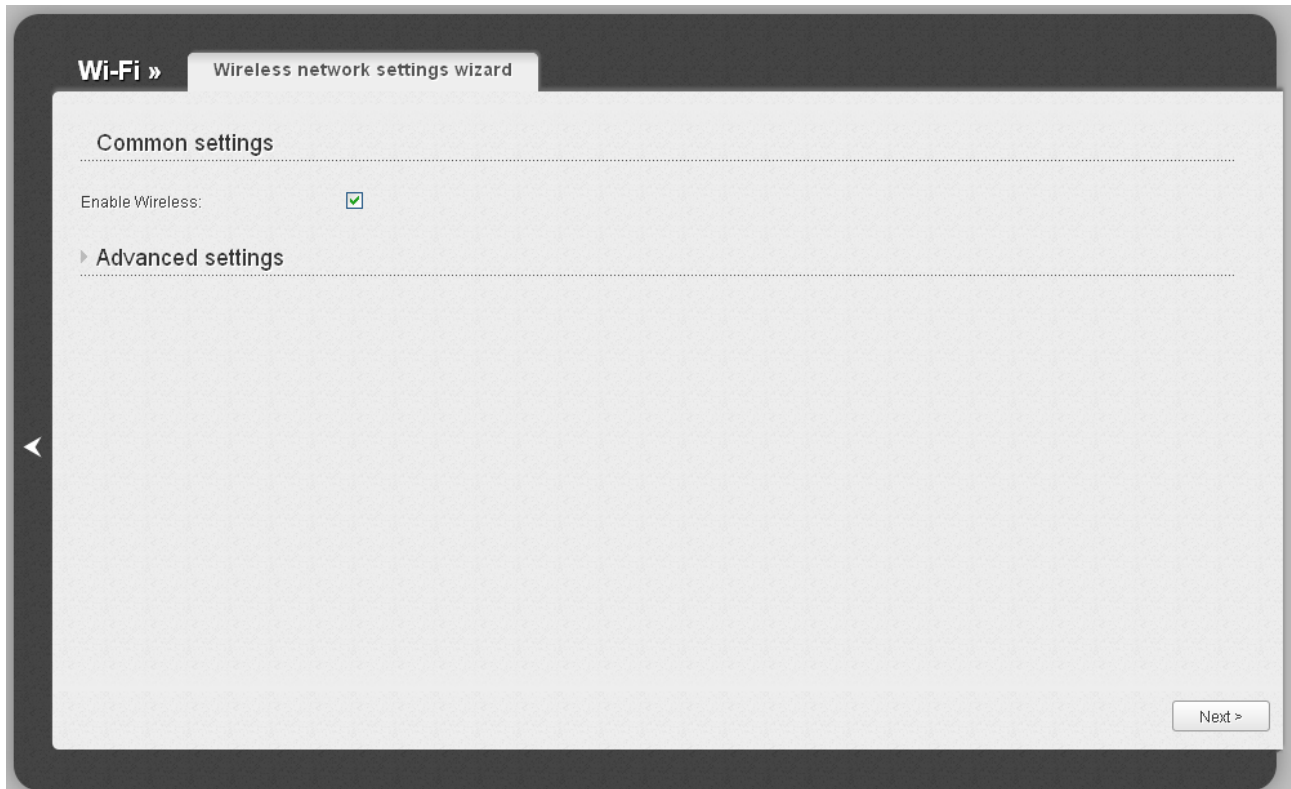 Wi-Fi » Wireless network settings wizard
Common settings
Enable Wireless:
Advanced settings
Next >